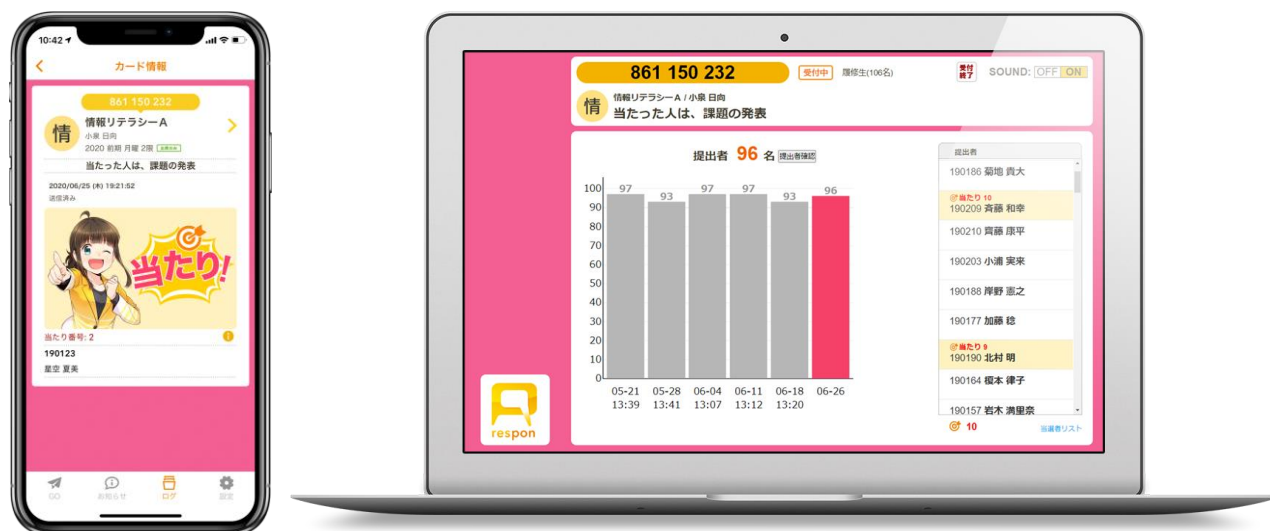 10:42
カード情報
861 150 232
情
情報リテラシーA
小泉 日向
2020 前期 月曜 2限
当たった人は、課題の発表
2020/06/25 (木) 19:21:52
送信済み
当たり!
当たり番号: 2
190123
星空 夏美
GO
お知らせ
ログ
設定
861 150 232
受付中
履修生(106名)
受付
終了
SOUND: OFF ON
情
情報リテラシーA / 小泉 日向
当たった人は、課題の発表
提出者 96 名 提出者確認
100
90
80
70
60
50
40
30
20
10
0
97
93
97
97
93
96
05-21 05-28 06-04 06-11 06-18 06-26
13:39 13:41 13:07 13:12 13:20
提出者
190186 菊地 貴大
当たり 10
190209 斉藤 和幸
190210 齊藤 康平
190203 小浦 実来
190188 岸野 憲之
190177 加藤 稔
当たり 9
190190 北村 明
190164 榎本 律子
190157 岩木 満里奈
10
当選者リスト
respon